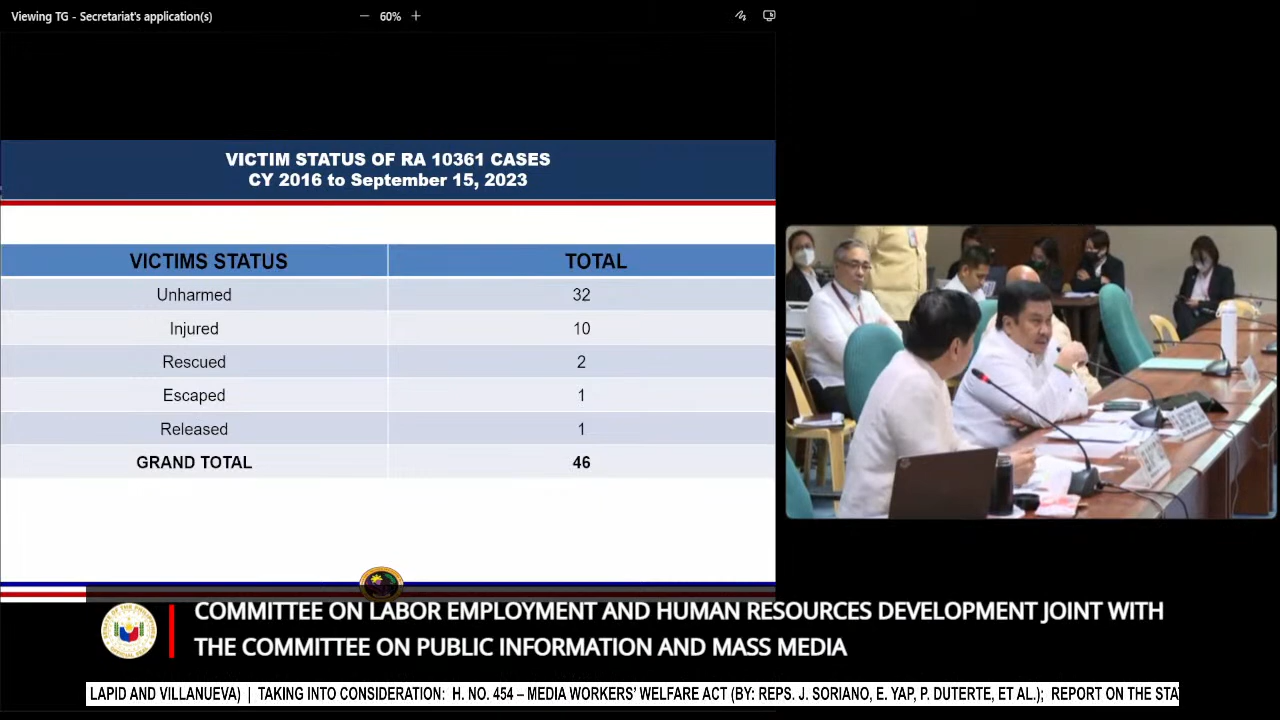 Viewing TG - Secretariat's application(s)
60%
VICTIM STATUS OF RA 10361 CASES
CY 2016 to September 15, 2023
VICTIMS STATUS TOTAL
Unharmed 32
Injured 10
Rescued 2
Escaped 1
Released 1
GRAND TOTAL 46
COMMITTEE ON LABOR EMPLOYMENT AND HUMAN RESOURCES DEVELOPMENT JOINT WITH
THE COMMITTEE ON PUBLIC INFORMATION AND MASS MEDIA
LAPID AND VILLANUEVA) | TAKING INTO CONSIDERATION: H. NO. 454 – MEDIA WORKERS' WELFARE ACT (BY: REPS. J. SORIANO, E. YAP, P. DUTERTE, ET AL.); REPORT ON THE STA